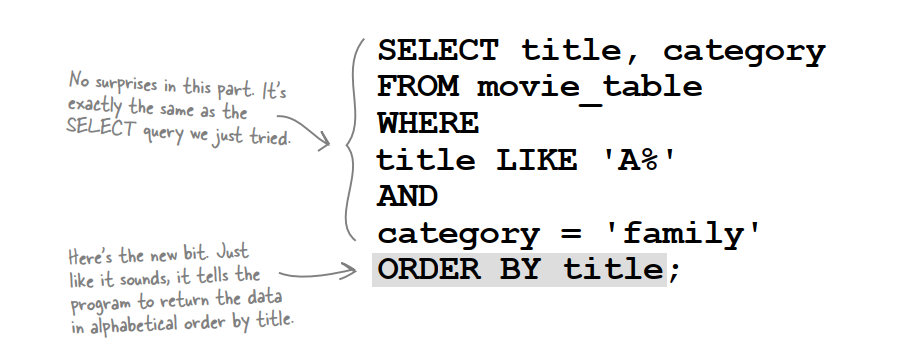 No surprises in this part. It's
exactly the same as the
SELECT query we just tried.
SELECT title, category
FROM movie_table
WHERE
title LIKE 'A%'
AND
category = 'family'
Here's the new bit. Just
like it sounds, it tells the
program to return the data
in alphabetical order by title.
ORDER BY title;